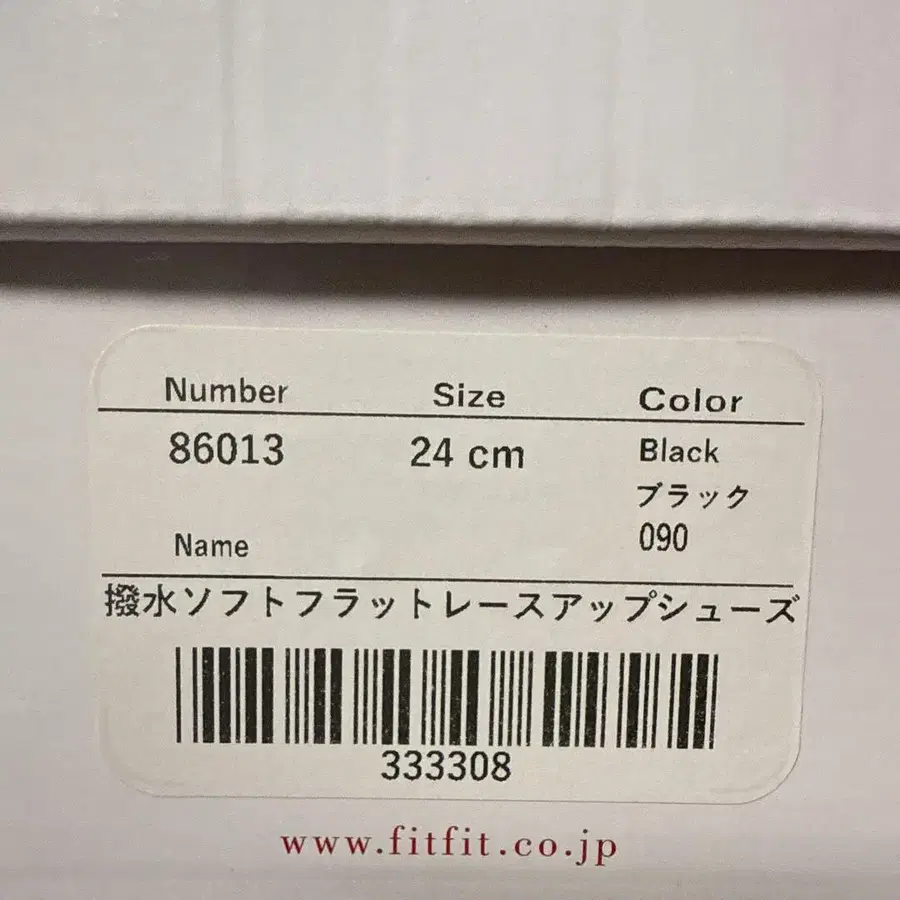 Number Size Color
86013 24 cm Black
ブラック
090
Name
撥水ソフトフラットレースアップシューズ
333308
www.fitfit.co.jp